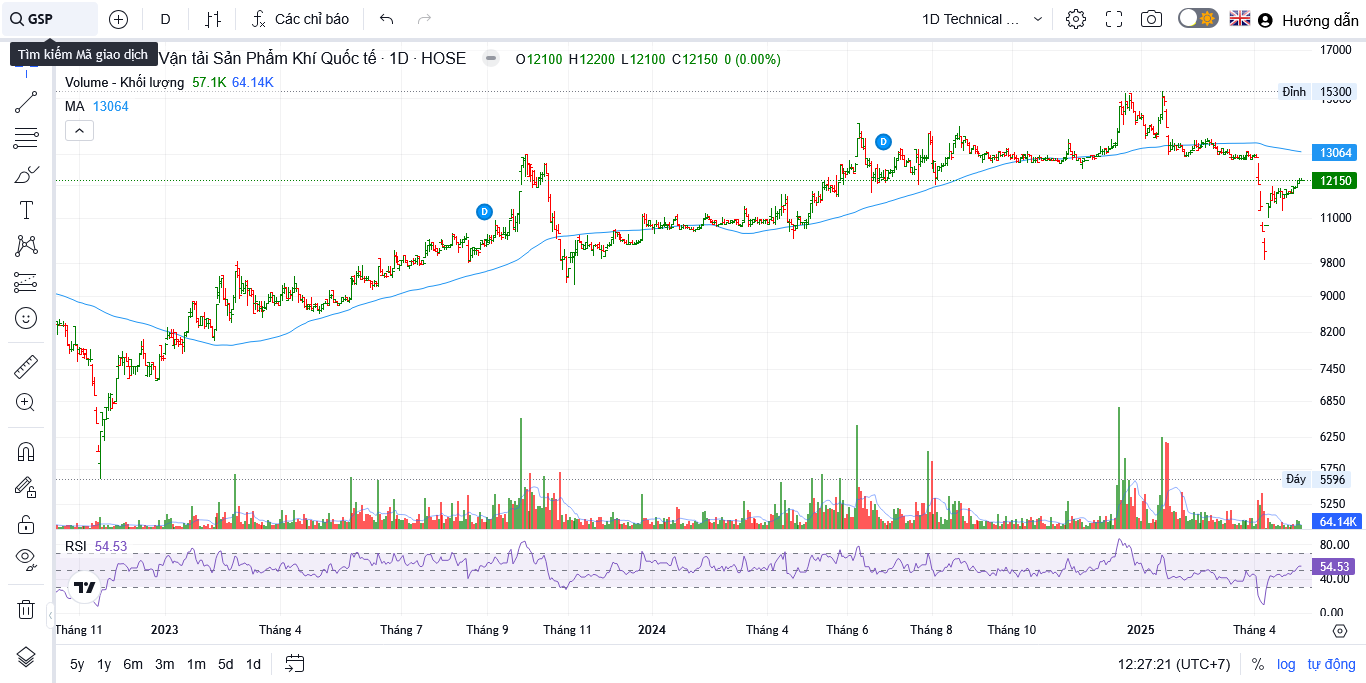 GSP
D
Các chỉ báo
1D Technical ...
Hướng dẫn
Tìm kiếm Mã giao dịch
Vận tải Sản Phẩm Khí Quốc tế · 1D · HOSE
O12100 H12200 L12100 C12150 0 (0.00%)
Volume - Khối lượng 57.1K 64.14K
MA 13064
17000
Đỉnh 15300
D
13064
12150
D
11000
9800
9000
8200
7450
6850
6250
5750
Đáy 5596
5250
64.14K
RSI 54.53
80.00
54.53
40.00
0.00
Tháng 11 2023 Tháng 4 Tháng 7 Tháng 9 Tháng 11 2024 Tháng 4 Tháng 6 Tháng 8 Tháng 10 2025 Tháng 4
5y 1y 6m 3m 1m 5d 1d
12:27:21 (UTC+7) % log tự động